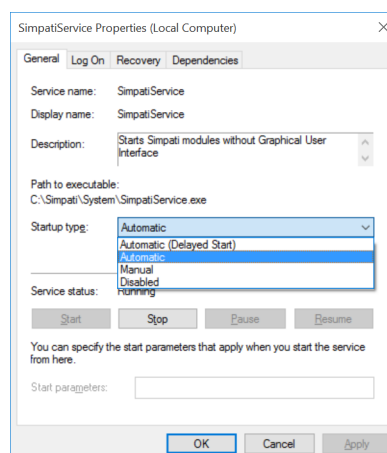 SimpatiService Properties (Local Computer)
General Log On Recovery Dependencies
Service name: SimpatiService
Display name: SimpatiService
Description: Starts Simpati modules without Graphical User
Interface
Path to executable:
C:\Simpati\System\SimpatiService.exe
Startup type: Automatic
Automatic (Delayed Start)
Automatic
Manual
Disabled
Service status: Running
Start Stop Pause Resume
You can specify the start parameters that apply when you start the service
from here.
Start parameters:
OK Cancel Apply